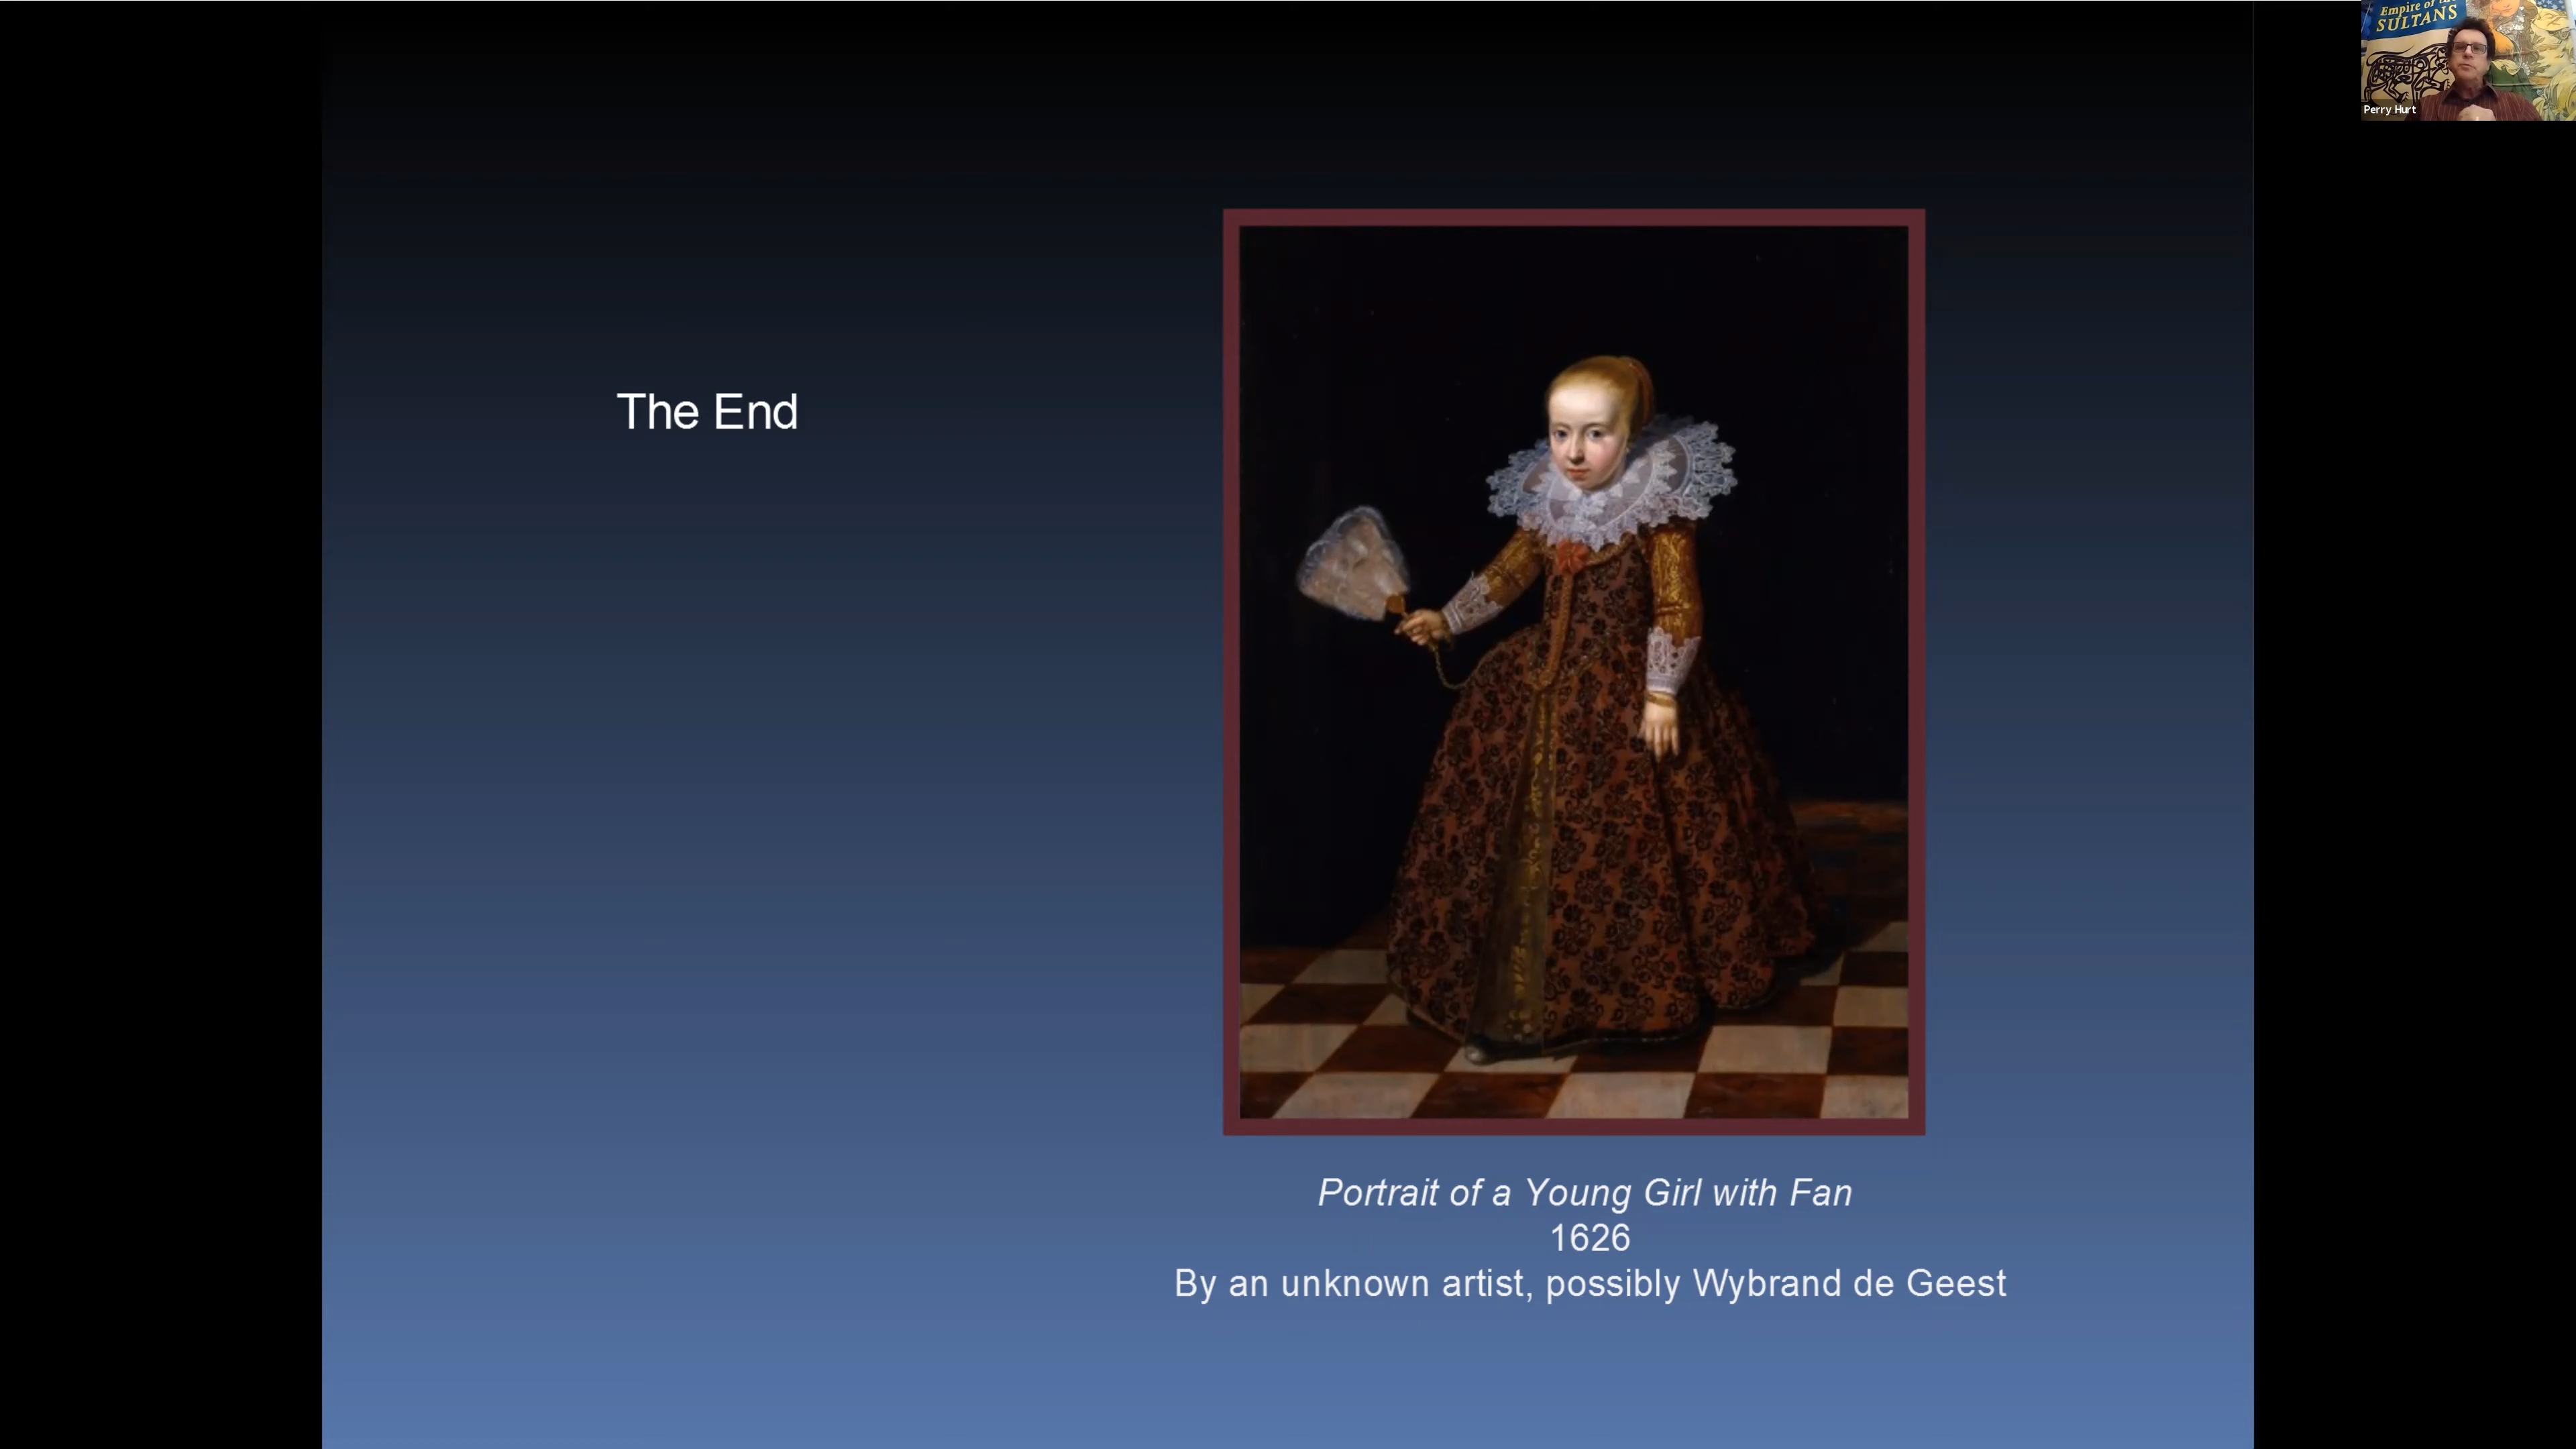 Empire of
SULTANS
Perry Hurt
The End
Portrait of a Young Girl with Fan
1626
By an unknown artist, possibly Wybrand de Geest